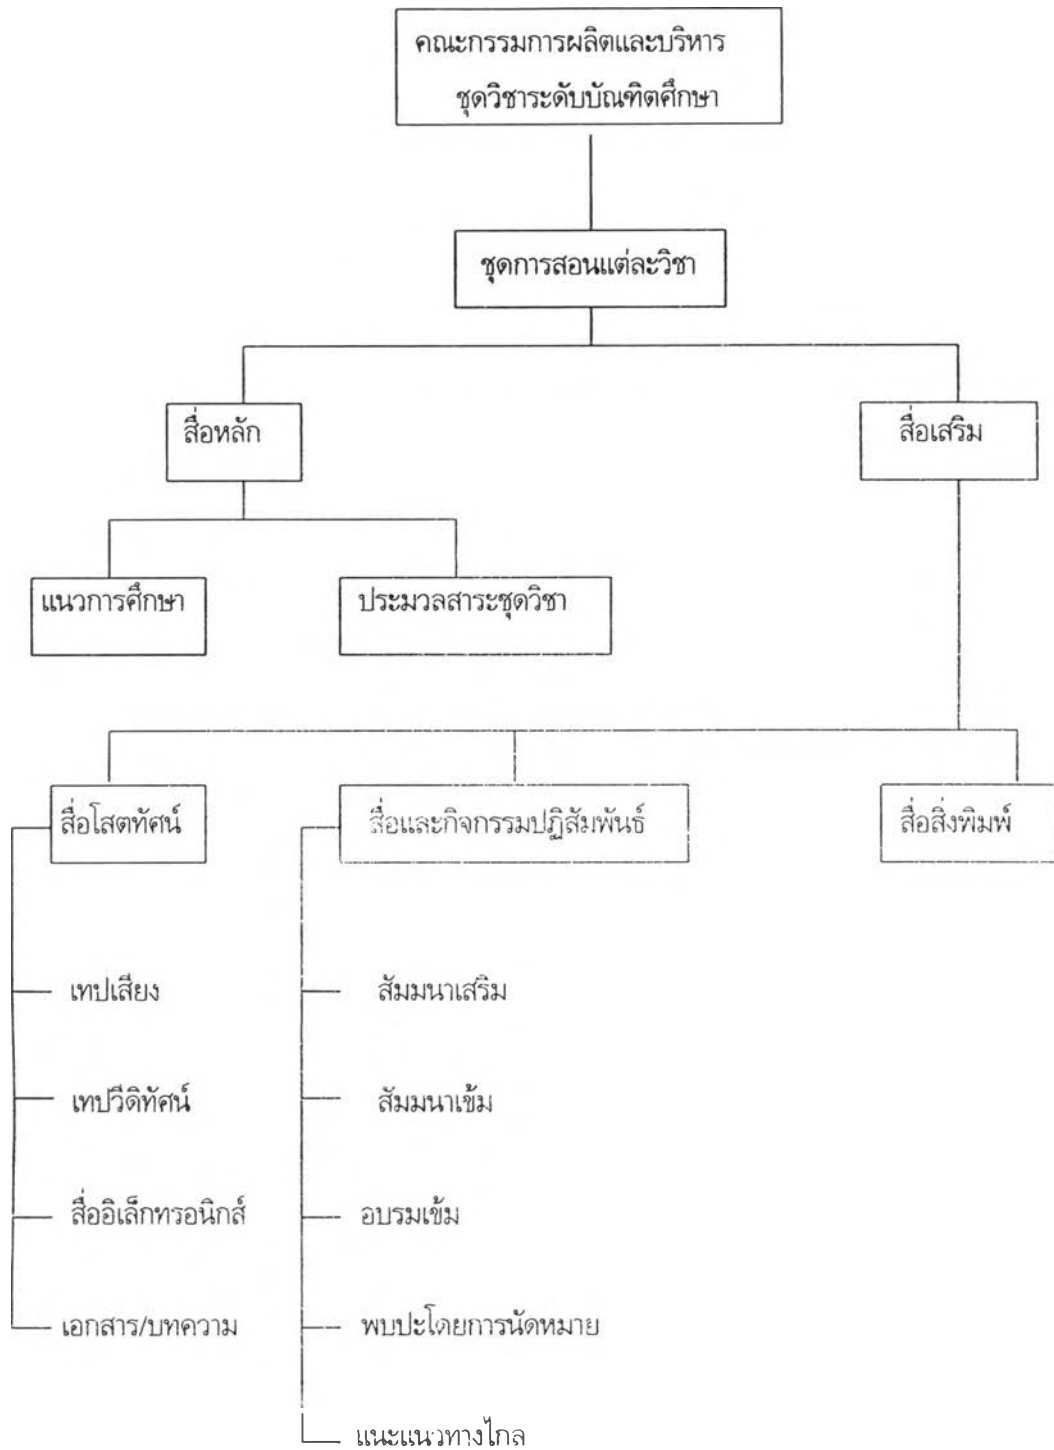 คณะกรรมการผลิตและบริหาร
ชุดวิชาระดับบัณฑิตศึกษา
ชุดการสอนแต่ละวิชา
สื่อหลัก
สื่อเสริม
แนวการศึกษา
ประมวลสาระชุดวิชา
สื่อโสตทัศน์
สื่อและกิจกรรมปฏิสัมพันธ์
สื่อสิ่งพิมพ์
เทปเสียง
สัมมนาเสริม
เทปวีดิทัศน์
สัมมนาเข้ม
สื่ออิเล็กทรอนิกส์
อบรมเข้ม
เอกสาร/บทความ
พบปะโดยการนัดหมาย
แนะแนวทางไกล